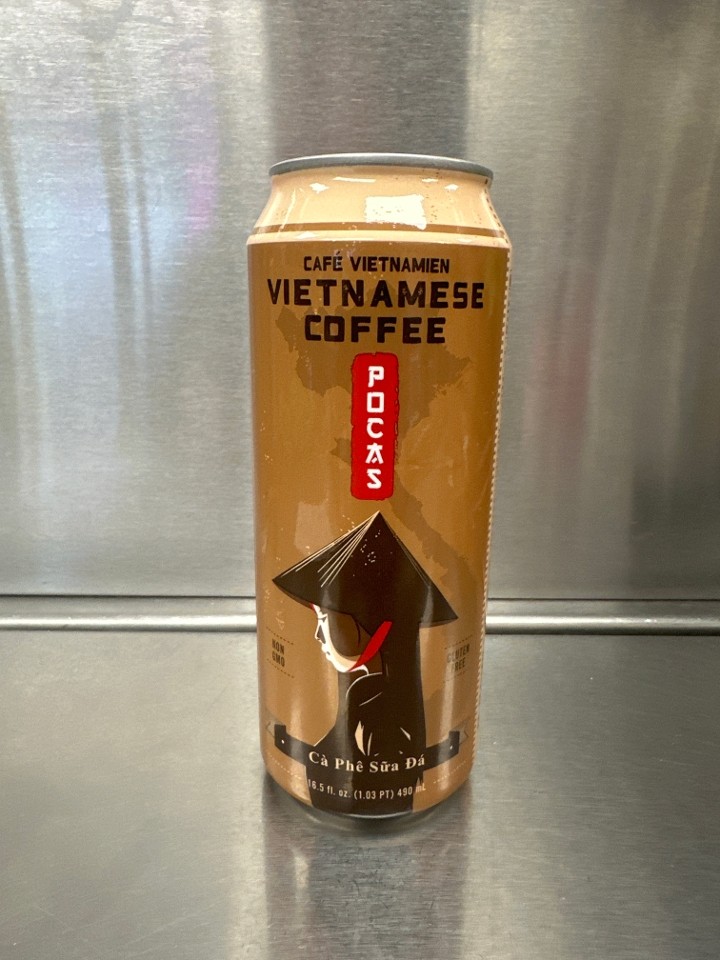 CAFÉ VIETNAMIEN
VIETNAMESE
COFFEE
POCAS
NON
GMO
GLUTEN
FREE
Cà Phê Sữa Đá
16.5 fl. oz. (1.03 PT) 490 mL